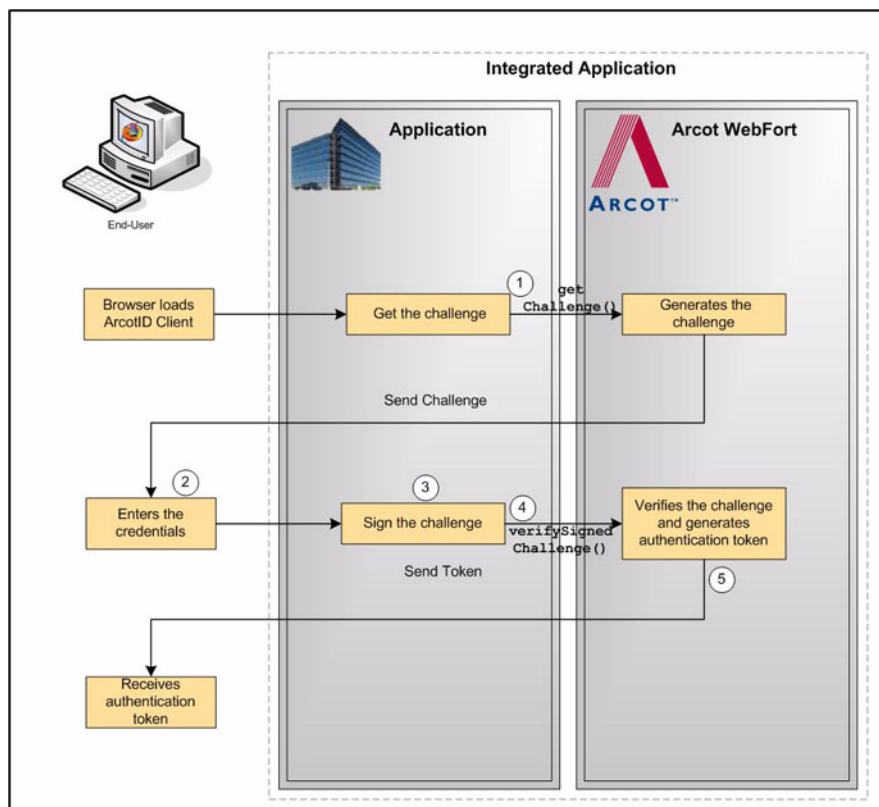 Integrated Application
Application
Arcot WebFort
ARCOT™
End-User
Browser loads
ArcotID Client
Get the challenge
1
get
Challenge()
Generates the
challenge
Send Challenge
2
Enters the
credentials
3
Sign the challenge
4
verifySigned
Challenge()
Verifies the challenge
and generates
authentication token
Send Token
5
Receives
authentication
token